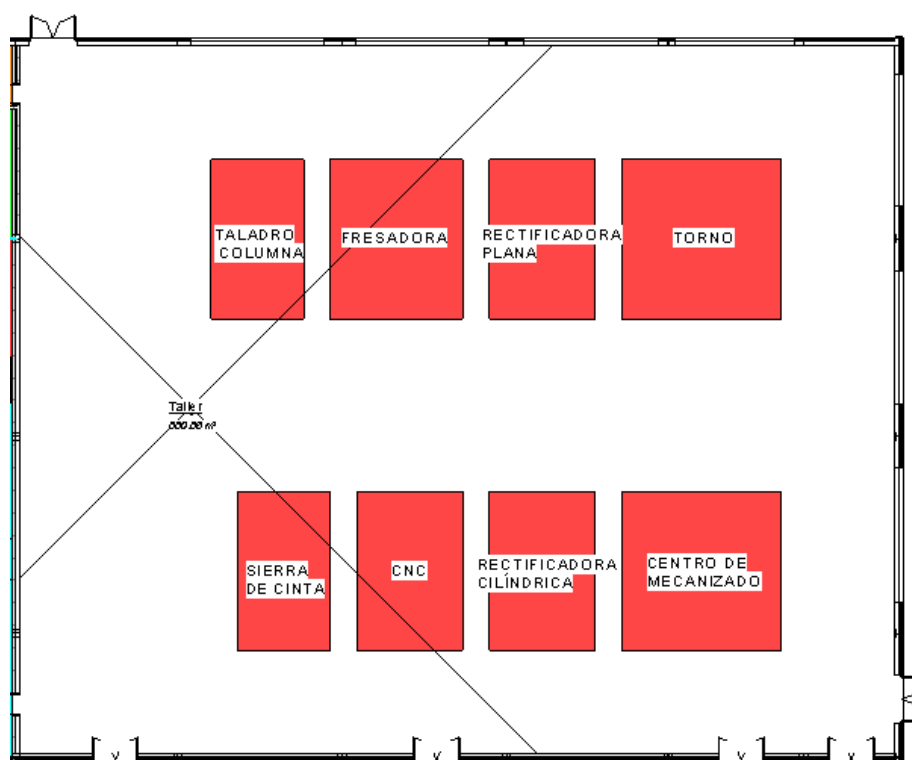 TALADRO
COLUMNA
FRESADORA
RECTIFICADORA
PLANA
TORNO
Taller
SIERRA
DE CINTA
CNC
RECTIFICADORA
CILÍNDRICA
CENTRO DE
MECANIZADO